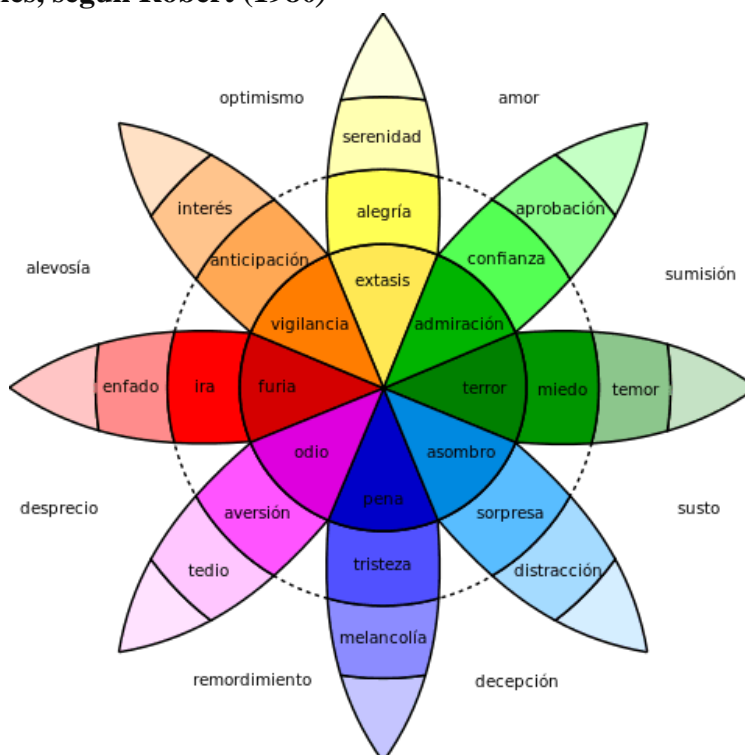 nes, según Robert (1980)
optimismo
amor
serenidad
interés
aprobación
alegría
anticipación
confianza
alevosía
extasis
sumisión
vigilancia
admiración
enfado
ira
furia
terror
miedo
temor
odio
asombro
desprecio
pena
aversión
sorpresa
susto
tristeza
tedio
distracción
melancolía
remordimiento
decepción